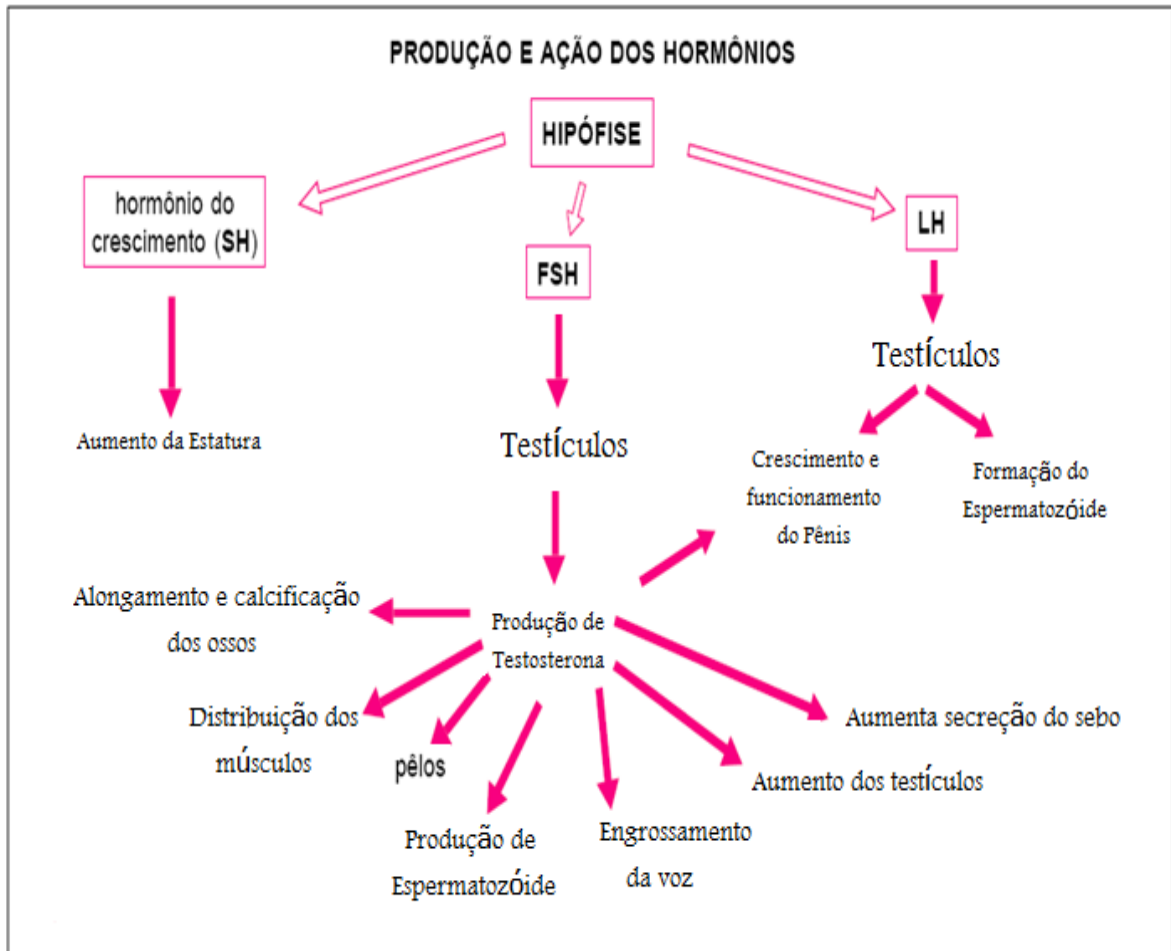 PRODUÇÃO E AÇÃO DOS HORMÔNIOS
HIPÓFISE
hormônio do
crescimento (SH)
FSH
LH
Testículos
Aumento da Estatura
Testículos
Crescimento e
funcionamento
do Pênis
Formação do
Espermatozóide
Alongamento e calcificação
dos ossos
Produção de
Testosterona
Distribuição dos
músculos
pêlos
Produção de
Espermatozóide
Engrossamento
da voz
Aumento dos testículos
Aumenta secreção do sebo